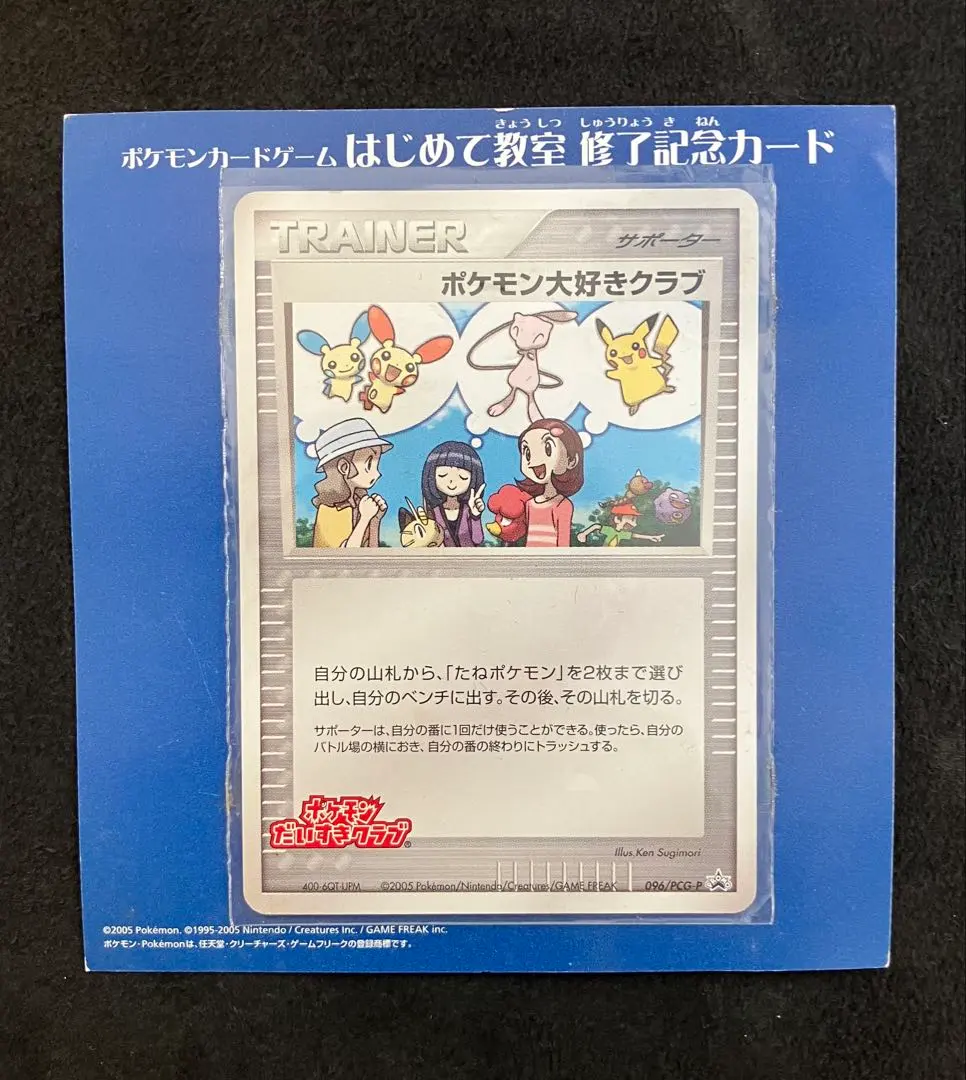 きょうしつ しゅうりょう き ねん
ポケモンカードゲーム はじめて教室 修了記念カード
TRAINER サポーター
ポケモン大好きクラブ
自分の山札から、「たねポケモン」を2枚まで選び
出し、自分のベンチに出す。その後、その山札を切る。
サポーターは、自分の番に1回だけ使うことができる。使ったら、自分の
バトル場の横におき、自分の番の終わりにトラッシュする。
ポケモン
だいすきクラブ®
Illus. Ken Sugimori
400-6QT-UPM ©2005 Pokémon/Nintendo/Creatures/GAME FREAK 096/PCG-P
©2005 Pokémon. ©1995-2005 Nintendo / Creatures Inc. / GAME FREAK inc.
ポケモン・Pokémonは、任天堂・クリーチャーズ・ゲームフリークの登録商標です。